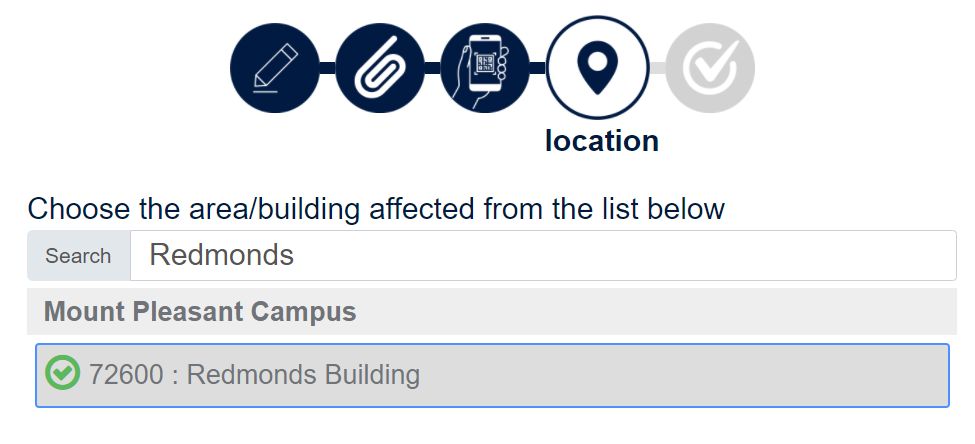 location
Choose the area/building affected from the list below
Search Redmonds
Mount Pleasant Campus
72600 : Redmonds Building